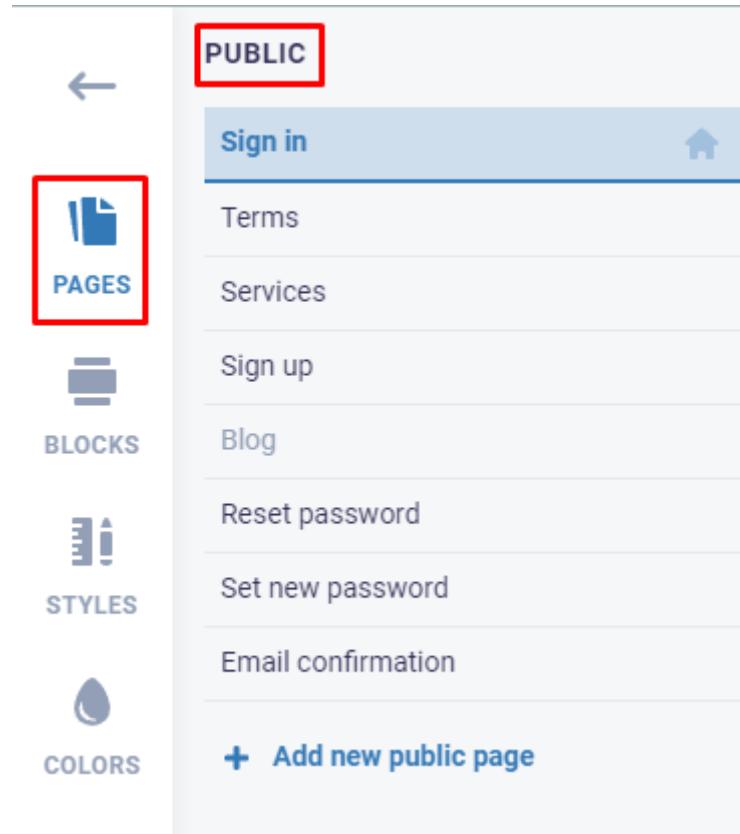 PUBLIC
Sign in
Terms
PAGES
Services
Sign up
BLOCKS
Blog
Reset password
STYLES
Set new password
Email confirmation
COLORS
+ Add new public page